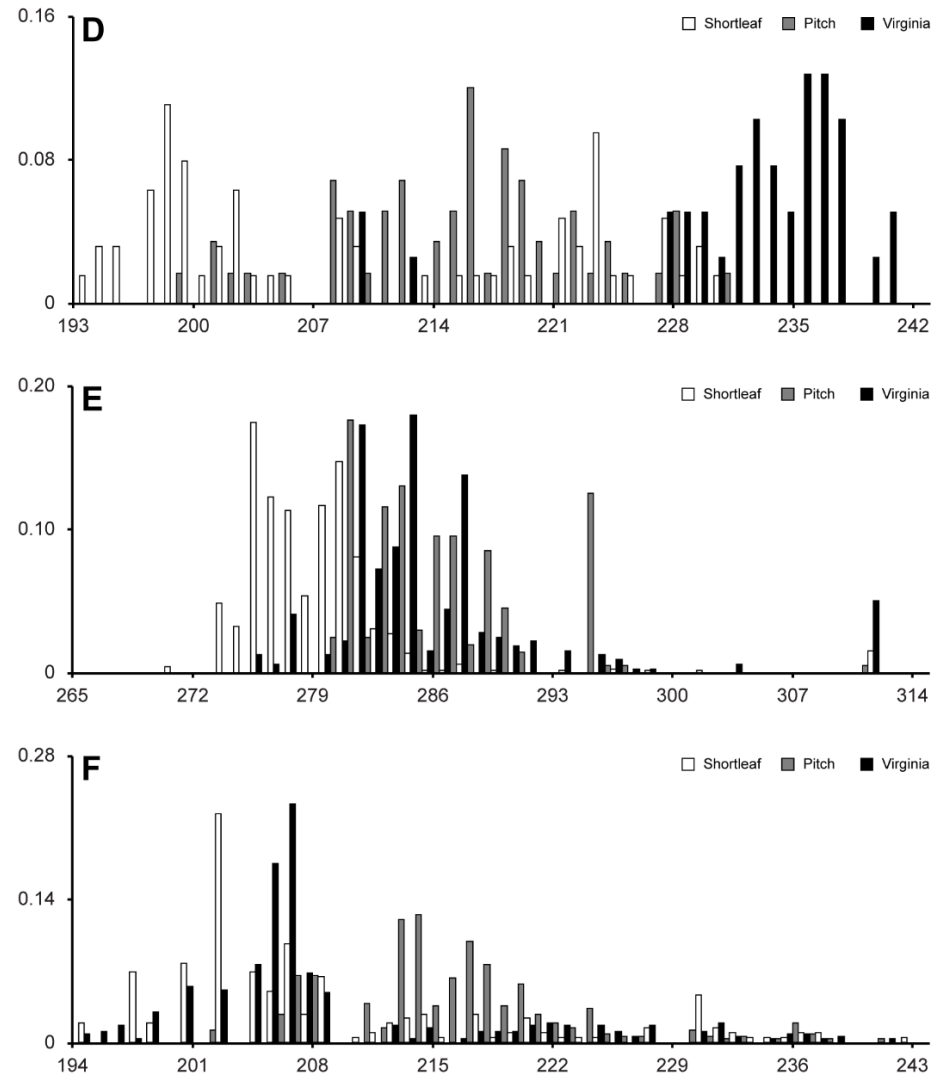 0.16
D
Shortleaf Pitch Virginia
0.08
0
193 200 207 214 221 228 235 242
0.20
E
Shortleaf Pitch Virginia
0.10
0
265 272 279 286 293 300 307 314
0.28
F
Shortleaf Pitch Virginia
0.14
0
194 201 208 215 222 229 236 243